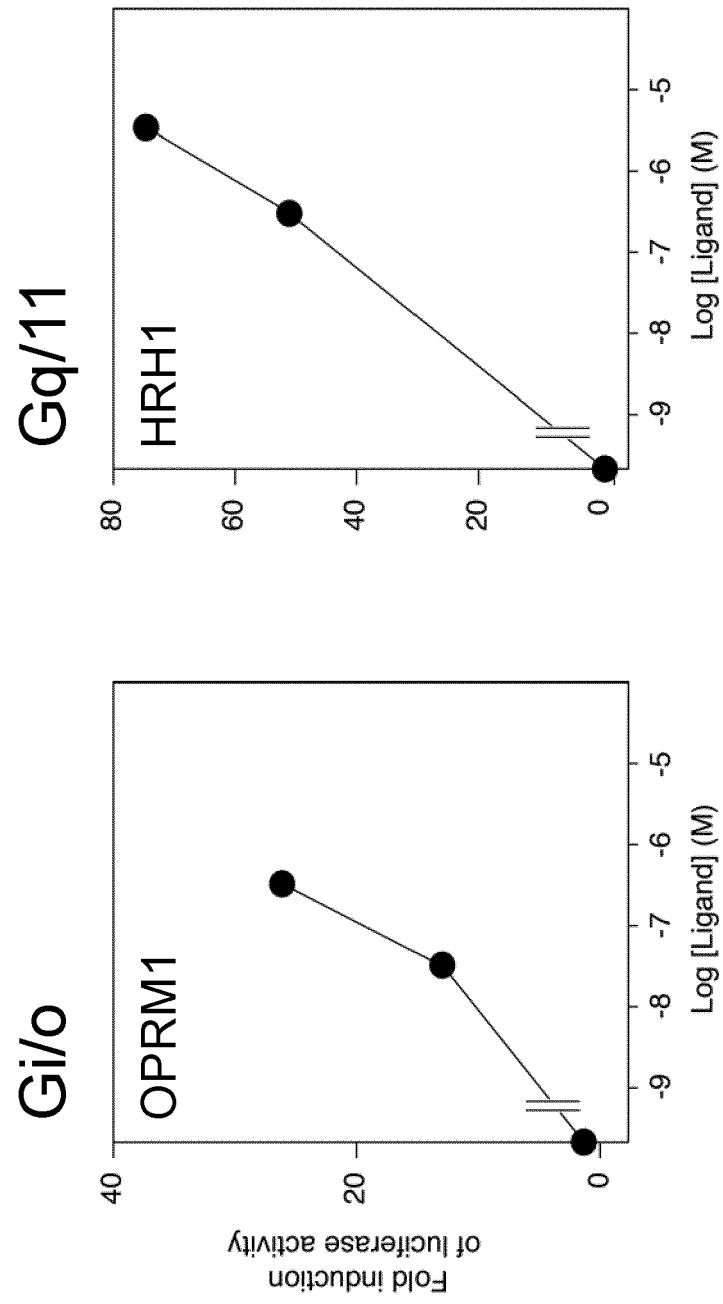 Gi/o
OPRM1
40
20
0
Fold induction
of luciferase activity
-9
-8
-7
-6
-5
Log [Ligand] (M)
Gq/11
HRH1
80
60
40
20
0
-9
-8
-7
-6
-5
Log [Ligand] (M)